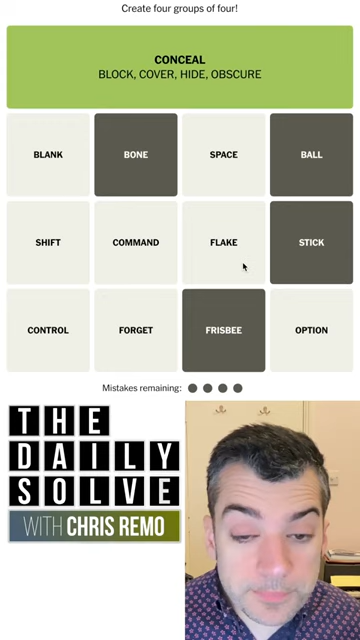 Create four groups of four!
CONCEAL
BLOCK, COVER, HIDE, OBSCURE
BLANK BONE SPACE BALL
SHIFT COMMAND FLAKE STICK
CONTROL FORGET FRISBEE OPTION
Mistakes remaining:
THE
DAILY
SOLVE
WITH CHRIS REMO